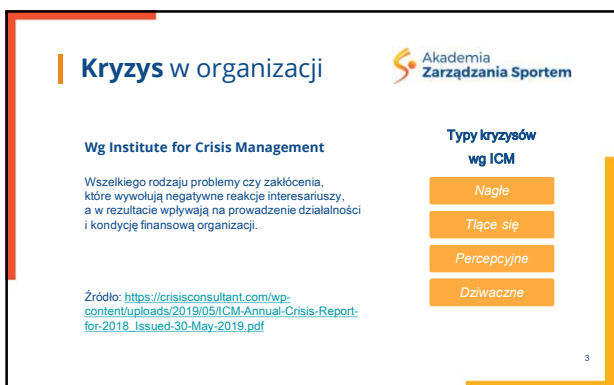 Kryzys w organizacji
Akademia
Zarządzania Sportem
Wg Institute for Crisis Management
Wszelkiego rodzaju problemy czy zakłócenia,
które wywołują negatywne reakcje interesariuszy,
a w rezultacie wpływają na prowadzenie działalności
i kondycję finansową organizacji.
Źródło: https://crisisconsultant.com/wp-
content/uploads/2019/05/ICM-Annual-Crisis-Report-
for-2018_Issued-30-May-2019.pdf
Typy kryzysów
wg ICM
Nagłe
Tlące się
Percepcyjne
Dziwaczne
3